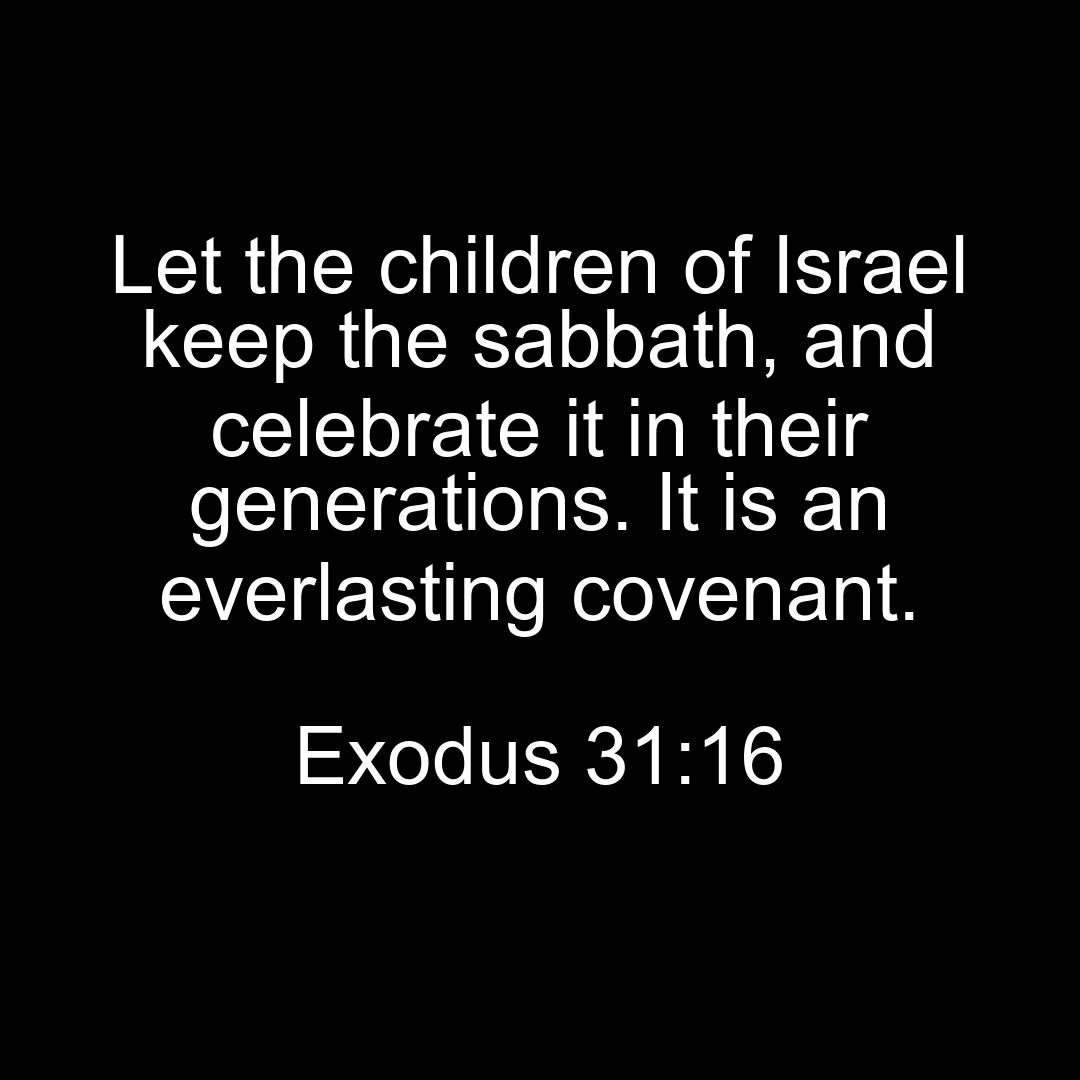 Let the children of Israel
keep the sabbath, and
celebrate it in their
generations. It is an
everlasting covenant.
Exodus 31:16